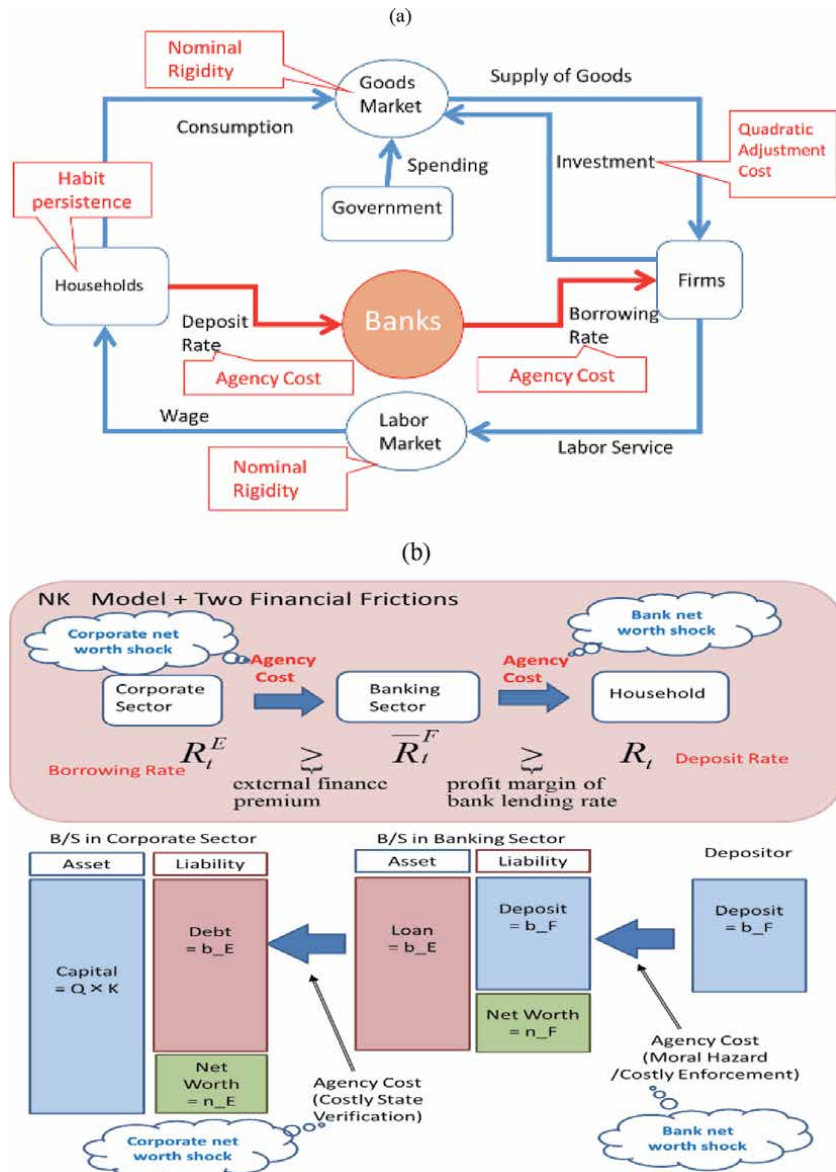 (a)
Nominal
Rigidity
Goods
Market
Supply of Goods
Consumption
Quadratic
Adjustment
Cost
Spending
Investment
Habit
persistence
Government
Households
Banks
Firms
Deposit
Rate
Borrowing
Rate
Agency Cost
Agency Cost
Wage
Labor
Market
Labor Service
Nominal
Rigidity
(b)
NK Model + Two Financial Frictions
Corporate net
worth shock
Bank net
worth shock
Agency
Cost
Agency
Cost
Corporate
Sector
Banking
Sector
Household
Borrowing Rate R_t^E ≥ R̅_t^F ≥ R_t Deposit Rate
external finance
premium
profit margin of
bank lending rate
B/S in Corporate Sector
B/S in Banking Sector
Asset Liability
Asset Liability
Depositor
Debt
= b_E
Capital
= Q × K
Net
Worth
= n_E
Loan
= b_E
Deposit
= b_F
Net Worth
= n_F
Deposit
= b_F
Agency Cost
(Costly State
Verification)
Agency Cost
(Moral Hazard
/Costly Enforcement)
Corporate net
worth shock
Bank net
worth shock